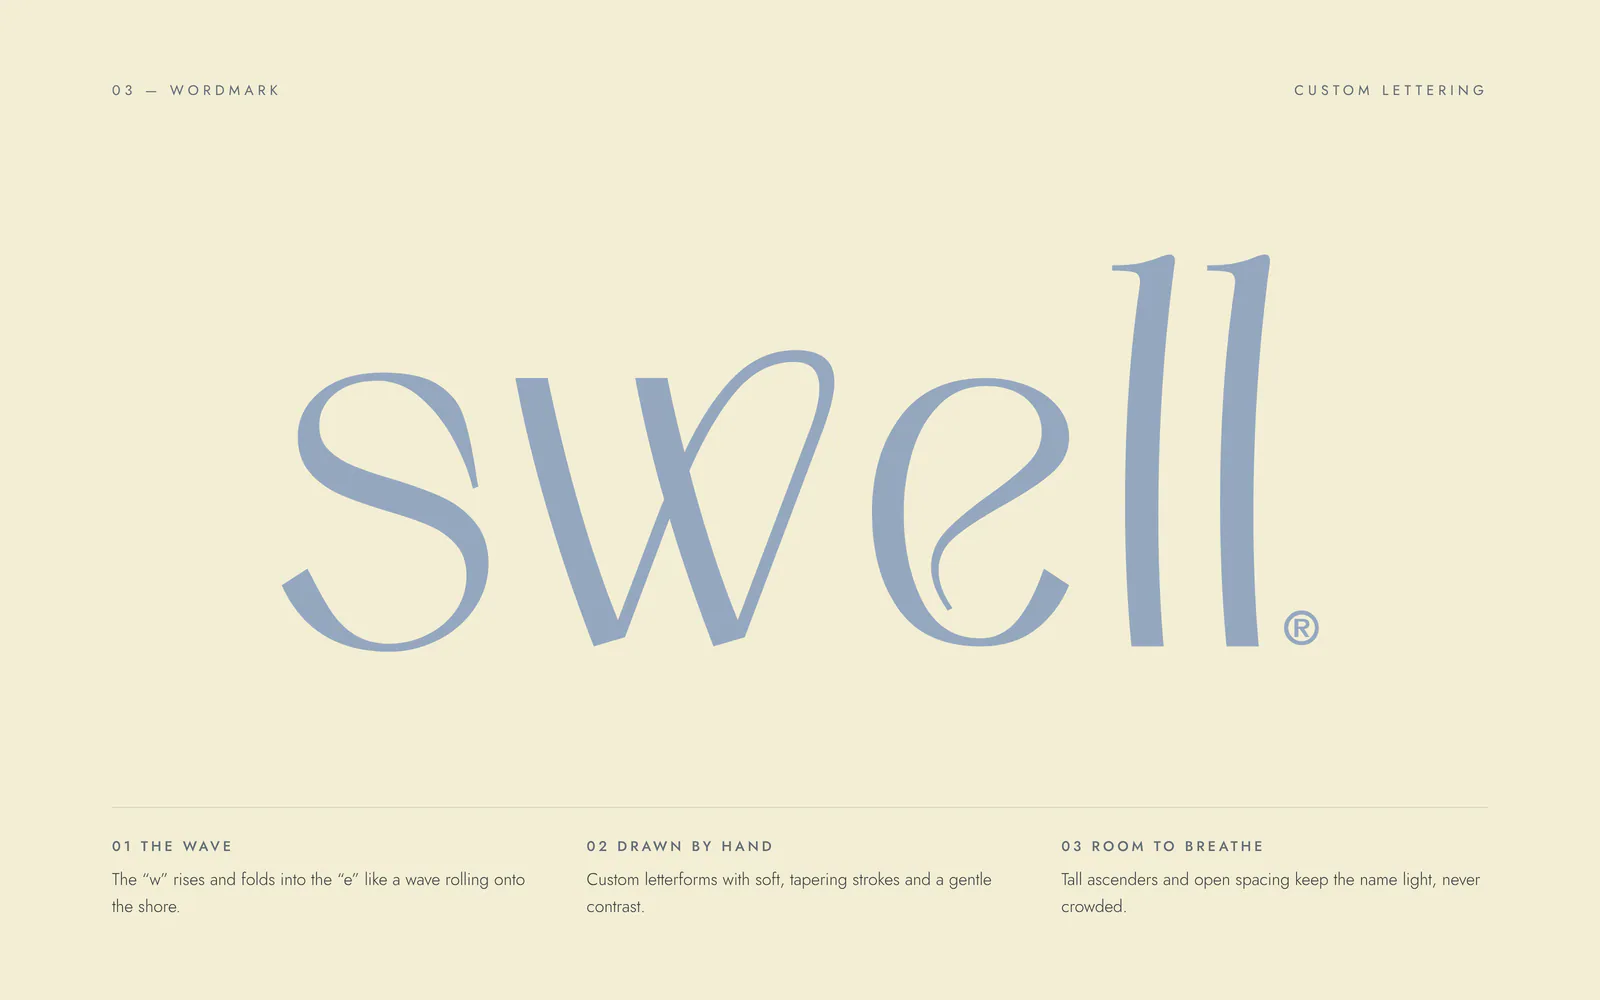 03 — WORDMARK
CUSTOM LETTERING
swell®
01 THE WAVE
The “w” rises and folds into the “e” like a wave rolling onto
the shore.
02 DRAWN BY HAND
Custom letterforms with soft, tapering strokes and a gentle
contrast.
03 ROOM TO BREATHE
Tall ascenders and open spacing keep the name light, never
crowded.